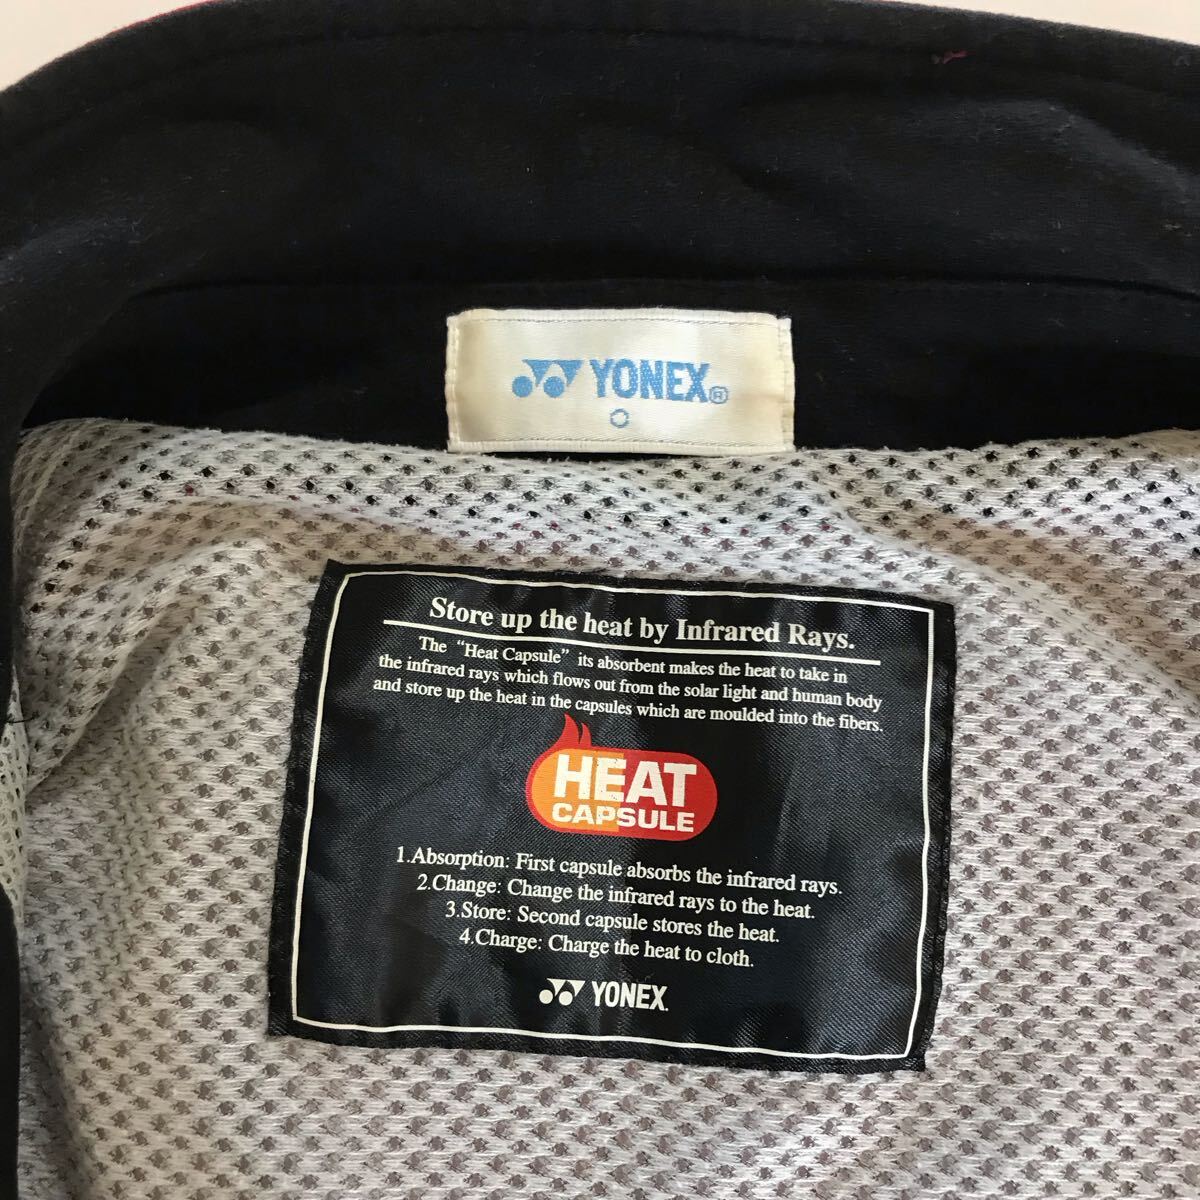 YONEX®
O
Store up the heat by Infrared Rays.
The "Heat Capsule" its absorbent makes the heat to take in
the infrared rays which flows out from the solar light and human body
and store up the heat in the capsules which are moulded into the fibers.
HEAT
CAPSULE
1.Absorption: First capsule absorbs the infrared rays.
2.Change: Change the infrared rays to the heat.
3.Store: Second capsule stores the heat.
4.Charge: Charge the heat to cloth.
YONEX.